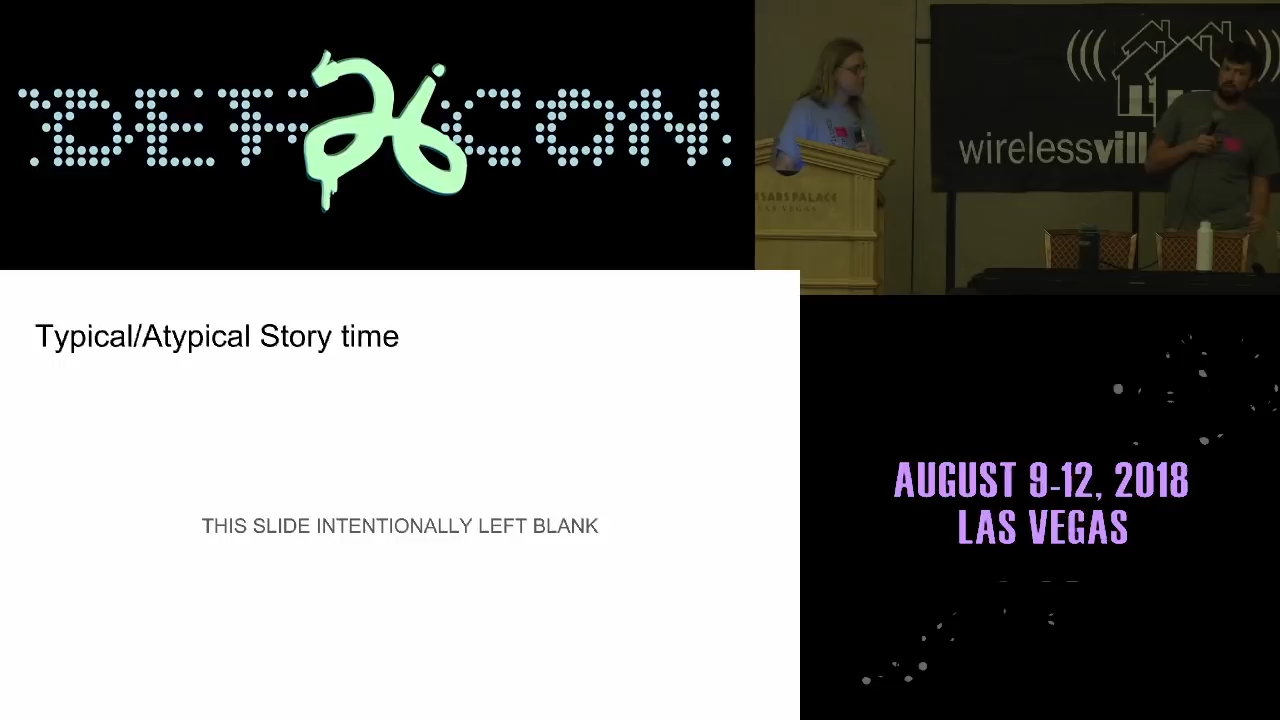 DEF CON
26
wirelessvill
CAESARS PALACE
LAS VEGAS
Typical/Atypical Story time
THIS SLIDE INTENTIONALLY LEFT BLANK
AUGUST 9-12, 2018
LAS VEGAS